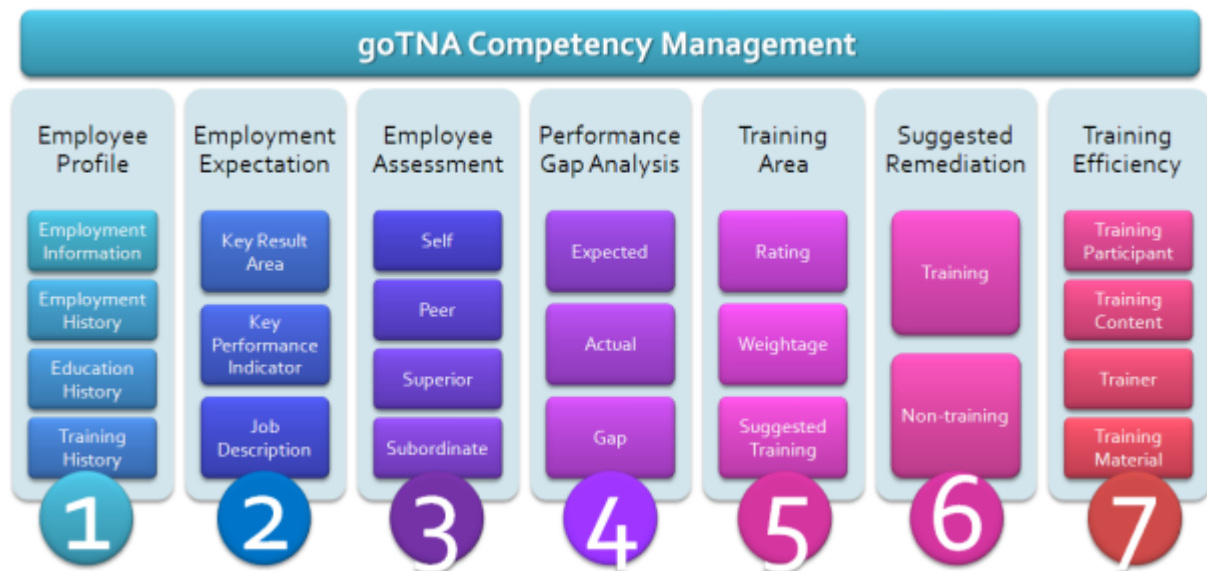 goTNA Competency Management
Employee
Profile
Employment
Information
Employment
History
Education
History
Training
History
1
Employment
Expectation
Key Result
Area
Key
Performance
Indicator
Job
Description
2
Employee
Assessment
Self
Peer
Superior
Subordinate
3
Performance
Gap Analysis
Expected
Actual
Gap
4
Training
Area
Rating
Weightage
Suggested
Training
5
Suggested
Remediation
Training
Non-training
6
Training
Efficiency
Training
Participant
Training
Content
Trainer
Training
Material
7